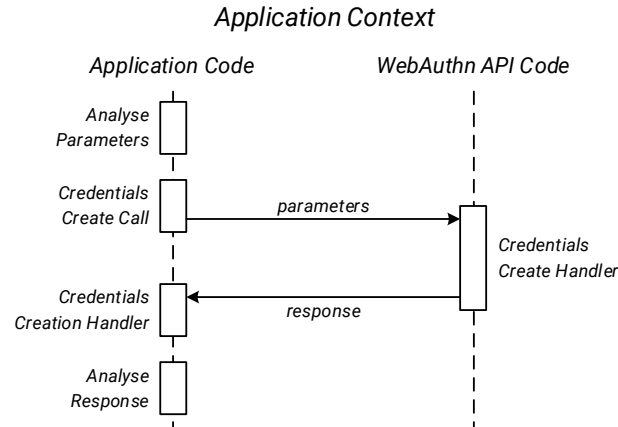 Application Context
Application Code
WebAuthn API Code
Analyse
Parameters
Credentials
Create Call
parameters
Credentials
Create Handler
Credentials
Creation Handler
response
Analyse
Response